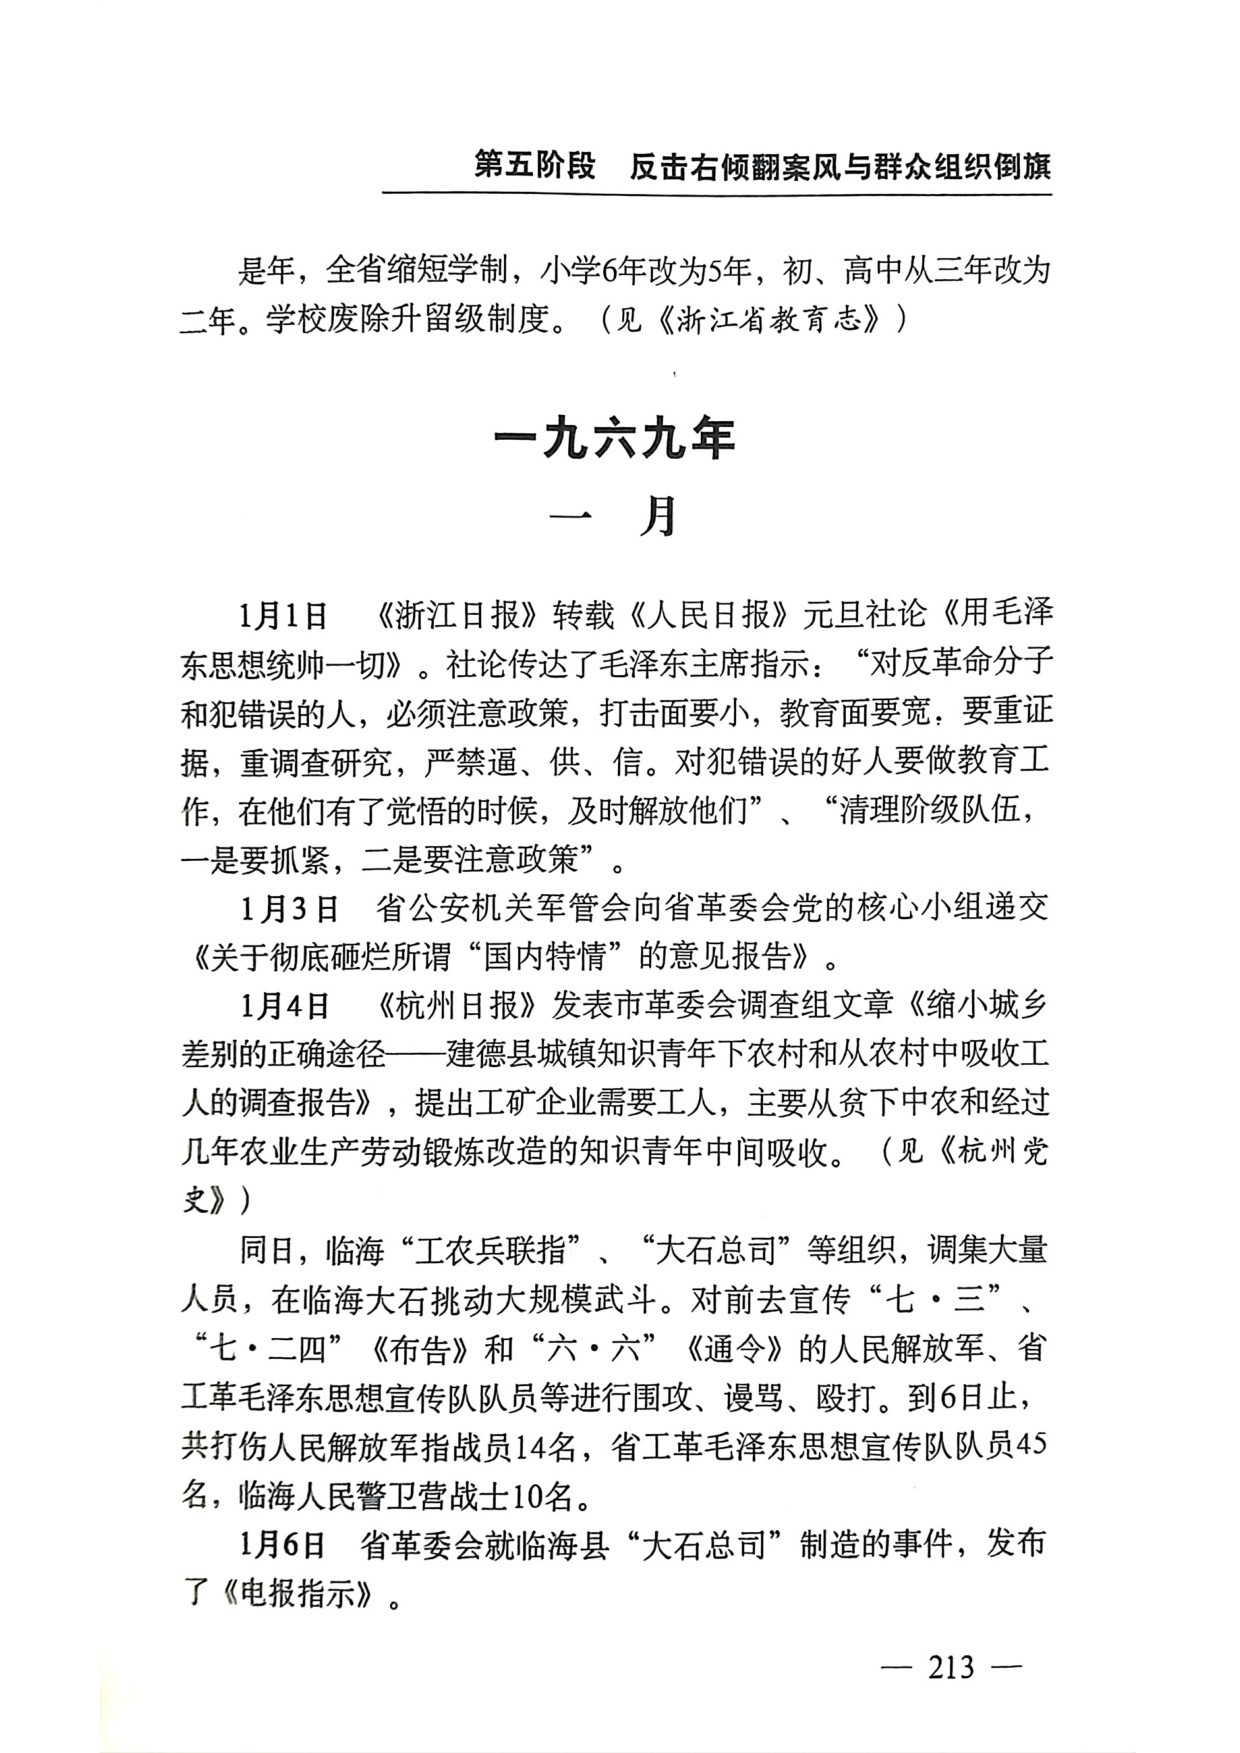 第五阶段 反击右倾翻案风与群众组织倒旗
是年，全省缩短学制，小学6年改为5年，初、高中从三年改为
二年。学校废除升留级制度。（见《浙江省教育志》）
一九六九年
一 月
1月1日 《浙江日报》转载《人民日报》元旦社论《用毛泽
东思想统帅一切》。社论传达了毛泽东主席指示：“对反革命分子
和犯错误的人，必须注意政策，打击面要小，教育面要宽．要重证
据，重调查研究，严禁逼、供、信。对犯错误的好人要做教育工
作，在他们有了觉悟的时候，及时解放他们”、“清理阶级队伍，
一是要抓紧，二是要注意政策”。
1月3日 省公安机关军管会向省革委会党的核心小组递交
《关于彻底砸烂所谓“国内特情”的意见报告》。
1月4日 《杭州日报》发表市革委会调查组文章《缩小城乡
差别的正确途径——建德县城镇知识青年下农村和从农村中吸收工
人的调查报告》，提出工矿企业需要工人，主要从贫下中农和经过
几年农业生产劳动锻炼改造的知识青年中间吸收。（见《杭州党
史》）
同日，临海“工农兵联指”、“大石总司”等组织，调集大量
人员，在临海大石挑动大规模武斗。对前去宣传“七·三”、
“七·二四”《布告》和“六·六”《通令》的人民解放军、省
工革毛泽东思想宣传队队员等进行围攻、谩骂、殴打。到6日止，
共打伤人民解放军指战员14名，省工革毛泽东思想宣传队队员45
名，临海人民警卫营战士10名。
1月6日 省革委会就临海县“大石总司”制造的事件，发布
了《电报指示》。
— 213 —